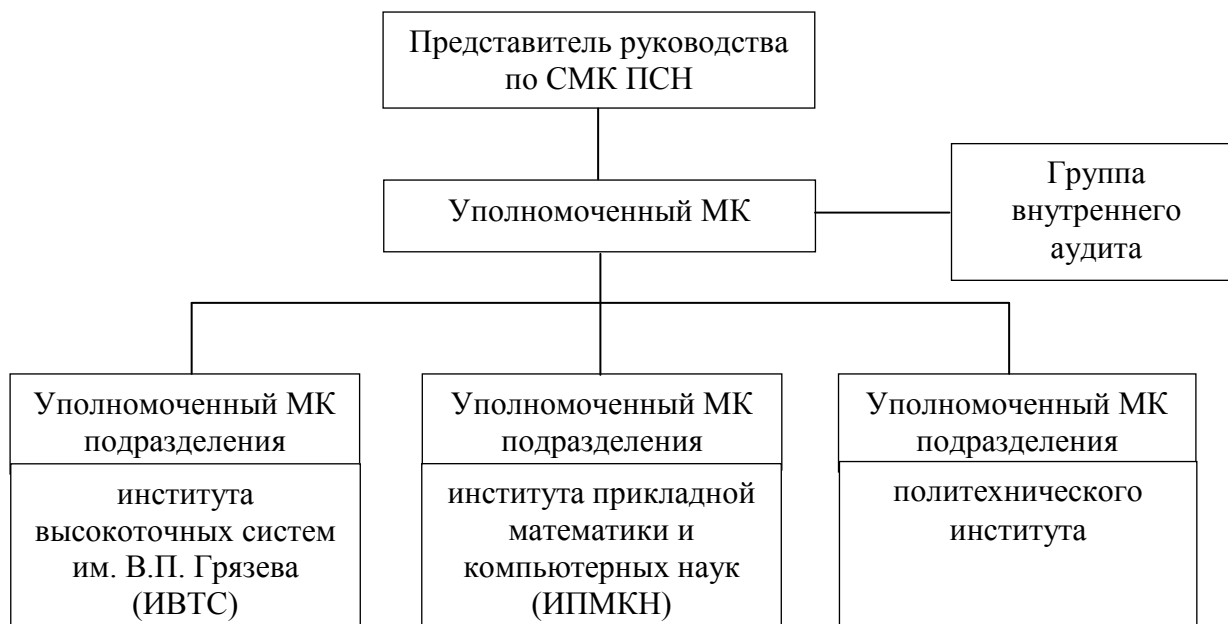 Представитель руководства
по СМК ПСН
Уполномоченный МК
Группа
внутреннего
аудита
Уполномоченный МК
подразделения
института
высокоточных систем
им. В.П. Грязева
(ИВТС)
Уполномоченный МК
подразделения
института прикладной
математики и
компьютерных наук
(ИПМКН)
Уполномоченный МК
подразделения
политехнического
института